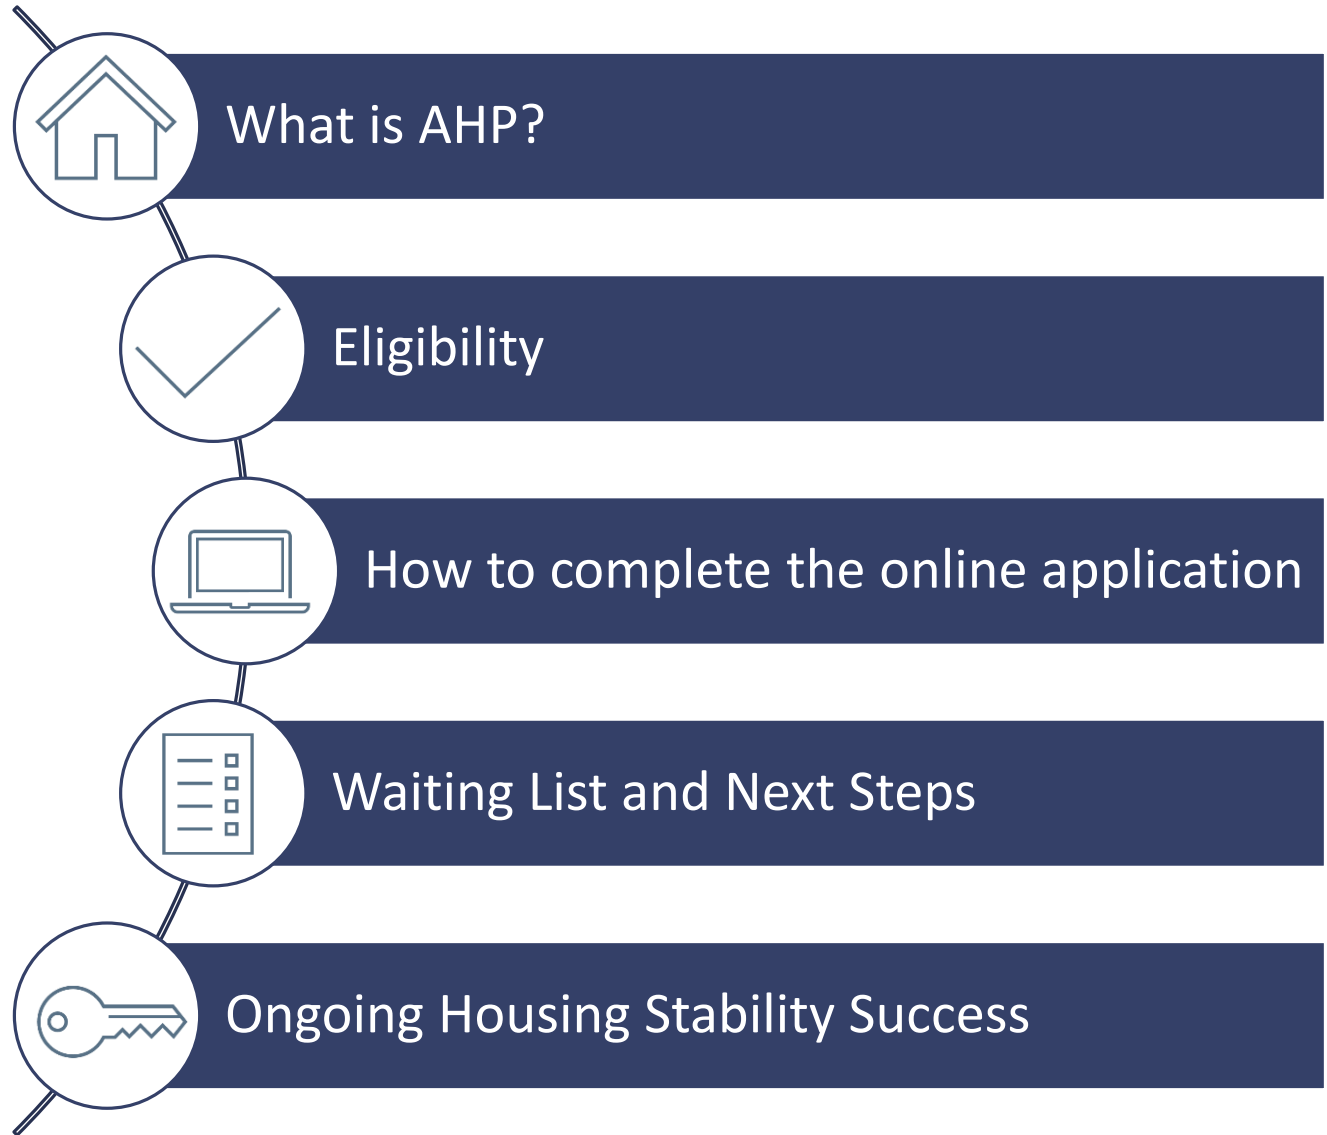 What is AHP?
Eligibility
How to complete the online application
Waiting List and Next Steps
Ongoing Housing Stability Success